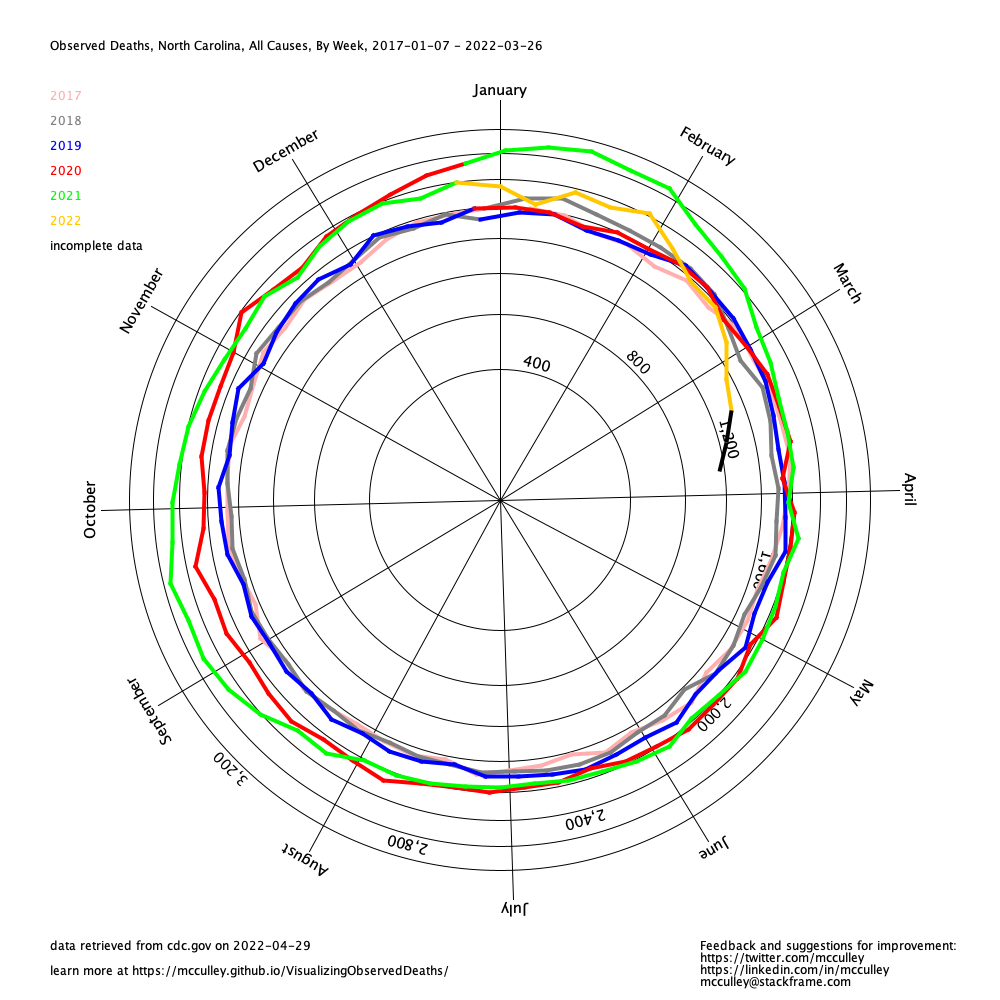 Observed Deaths, North Carolina, All Causes, By Week, 2017-01-07 - 2022-03-26
January
2017
2018
2019
2020
2021
2022
incomplete data
December
February
November
March
400
800
1,200
October
April
1,600
May
September
2,000
3,200
2,400
2,800
June
August
July
data retrieved from cdc.gov on 2022-04-29
learn more at https://mcculley.github.io/VisualizingObservedDeaths/
Feedback and suggestions for improvement:
https://twitter.com/mcculley
https://linkedin.com/in/mcculley
mcculley@stackframe.com